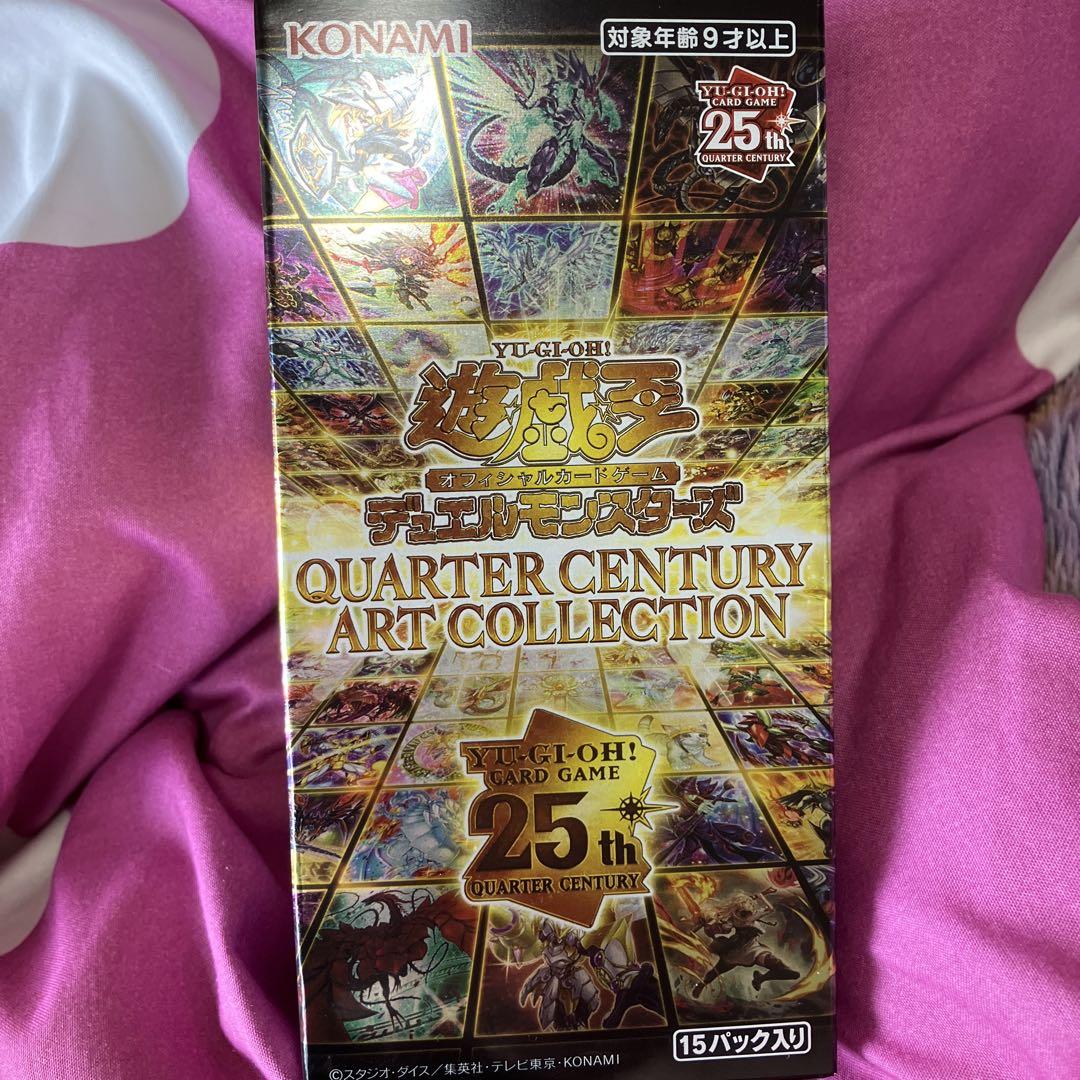 KONAMI
対象年齢9才以上
YU-GI-OH!
CARD GAME
25th
QUARTER CENTURY
YU-GI-OH!
遊☆戯☆王
オフィシャルカードゲーム
デュエルモンスターズ
QUARTER CENTURY
ART COLLECTION
YU-GI-OH!
CARD GAME
25th
QUARTER CENTURY
15パック入り
©スタジオ・ダイス/集英社・テレビ東京・KONAMI